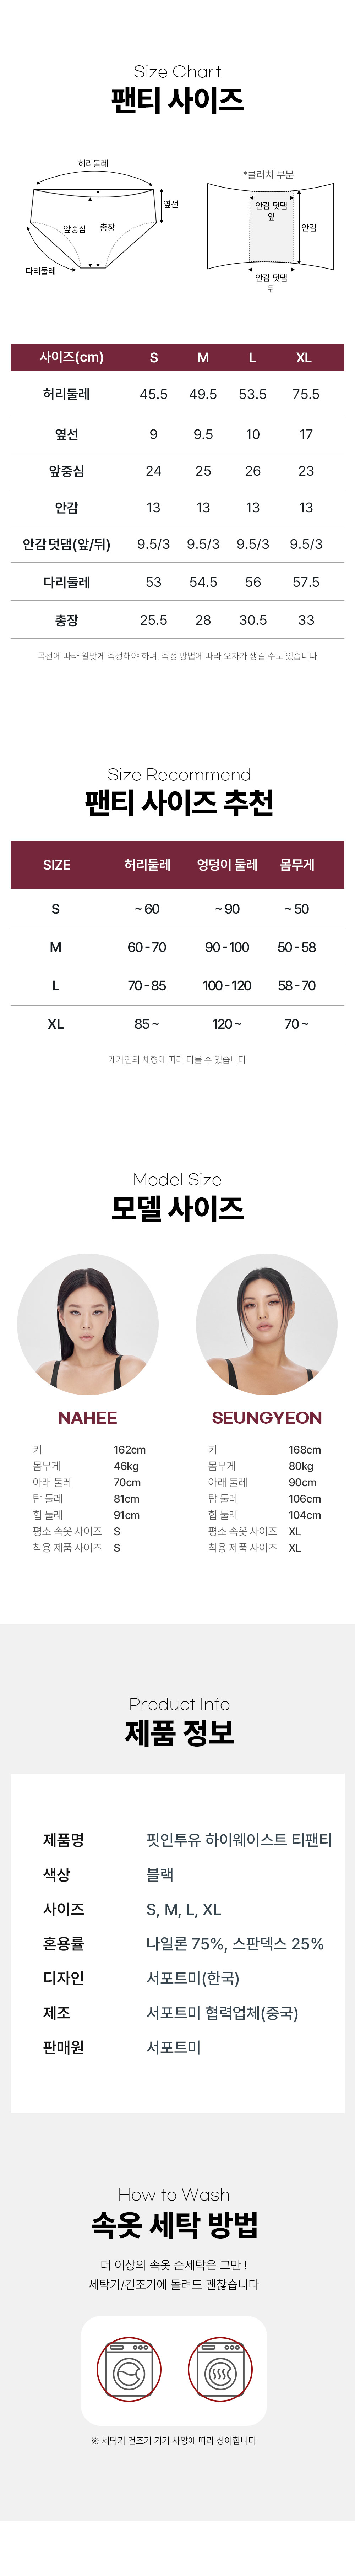 Size Chart
팬티 사이즈
허리둘레
옆선
앞중심
총장
다리둘레
*클러치 부분
안감 덧댐
앞
안감
안감 덧댐
뒤
사이즈(cm) S M L XL
허리둘레 45.5 49.5 53.5 75.5
옆선 9 9.5 10 17
앞중심 24 25 26 23
안감 13 13 13 13
안감 덧댐(앞/뒤) 9.5/3 9.5/3 9.5/3 9.5/3
다리둘레 53 54.5 56 57.5
총장 25.5 28 30.5 33
곡선에 따라 알맞게 측정해야 하며, 측정 방법에 따라 오차가 생길 수도 있습니다
Size Recommend
팬티 사이즈 추천
SIZE 허리둘레 엉덩이 둘레 몸무게
S ~ 60 ~ 90 ~ 50
M 60 - 70 90 - 100 50 - 58
L 70 - 85 100 - 120 58 - 70
XL 85 ~ 120 ~ 70 ~
개개인의 체형에 따라 다를 수 있습니다
Model Size
모델 사이즈
NAHEE
키 162cm
몸무게 46kg
아래 둘레 70cm
탑 둘레 81cm
힙 둘레 91cm
평소 속옷 사이즈 S
착용 제품 사이즈 S
SEUNGYEON
키 168cm
몸무게 80kg
아래 둘레 90cm
탑 둘레 106cm
힙 둘레 104cm
평소 속옷 사이즈 XL
착용 제품 사이즈 XL
Product Info
제품 정보
제품명 핏인투유 하이웨이스트 티팬티
색상 블랙
사이즈 S, M, L, XL
혼용률 나일론 75%, 스판덱스 25%
디자인 서포트미(한국)
제조 서포트미 협력업체(중국)
판매원 서포트미
How to Wash
속옷 세탁 방법
더 이상의 속옷 손세탁은 그만 !
세탁기/건조기에 돌려도 괜찮습니다
※ 세탁기 건조기 기기 사양에 따라 상이합니다